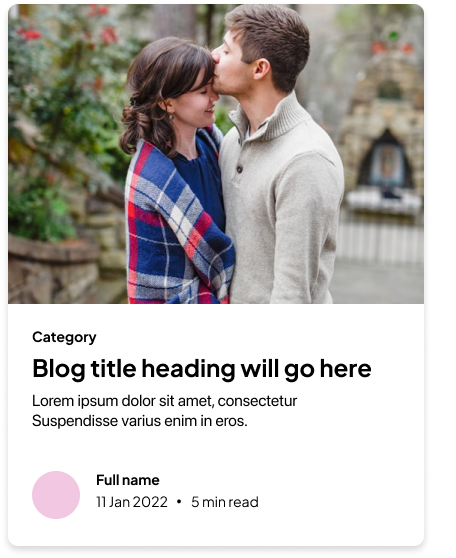 Category
Blog title heading will go here
Lorem ipsum dolor sit amet, consectetur
Suspendisse varius enim in eros.
Full name
11 Jan 2022 • 5 min read